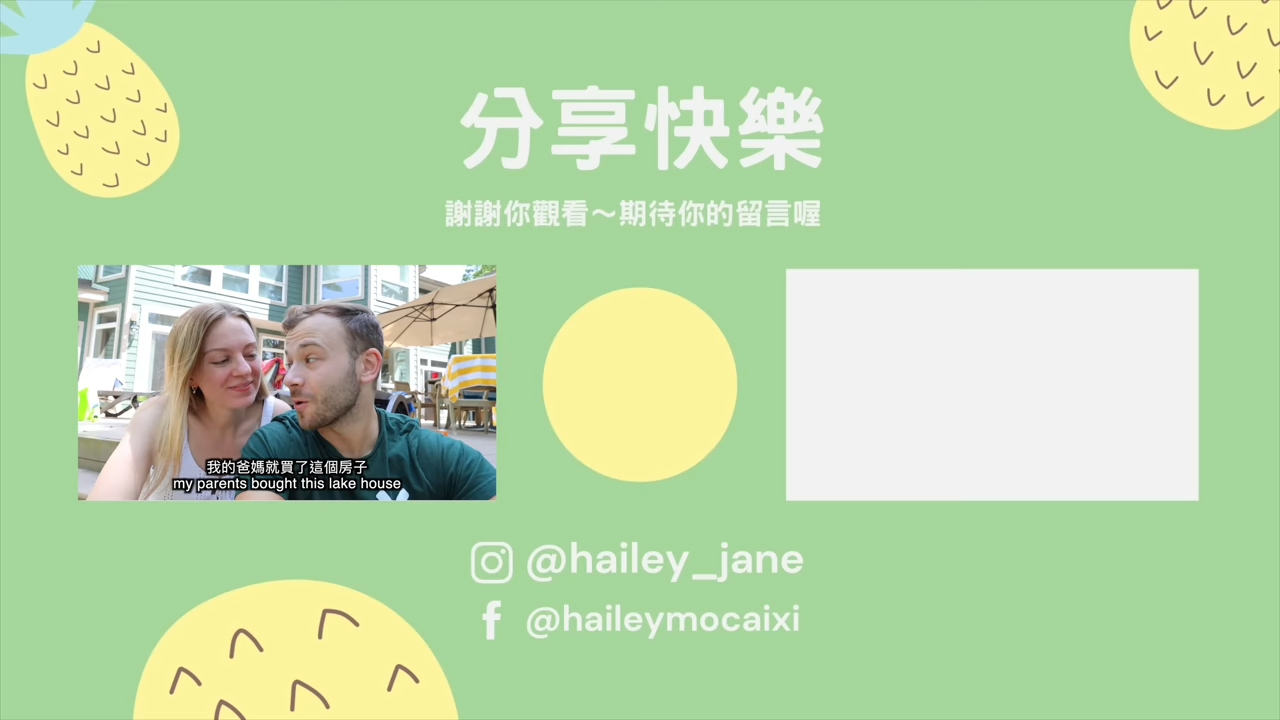 分享快樂
謝謝你觀看～期待你的留言喔
我的爸媽就買了這個房子
my parents bought this lake house
@hailey_jane
@haileymocaixi